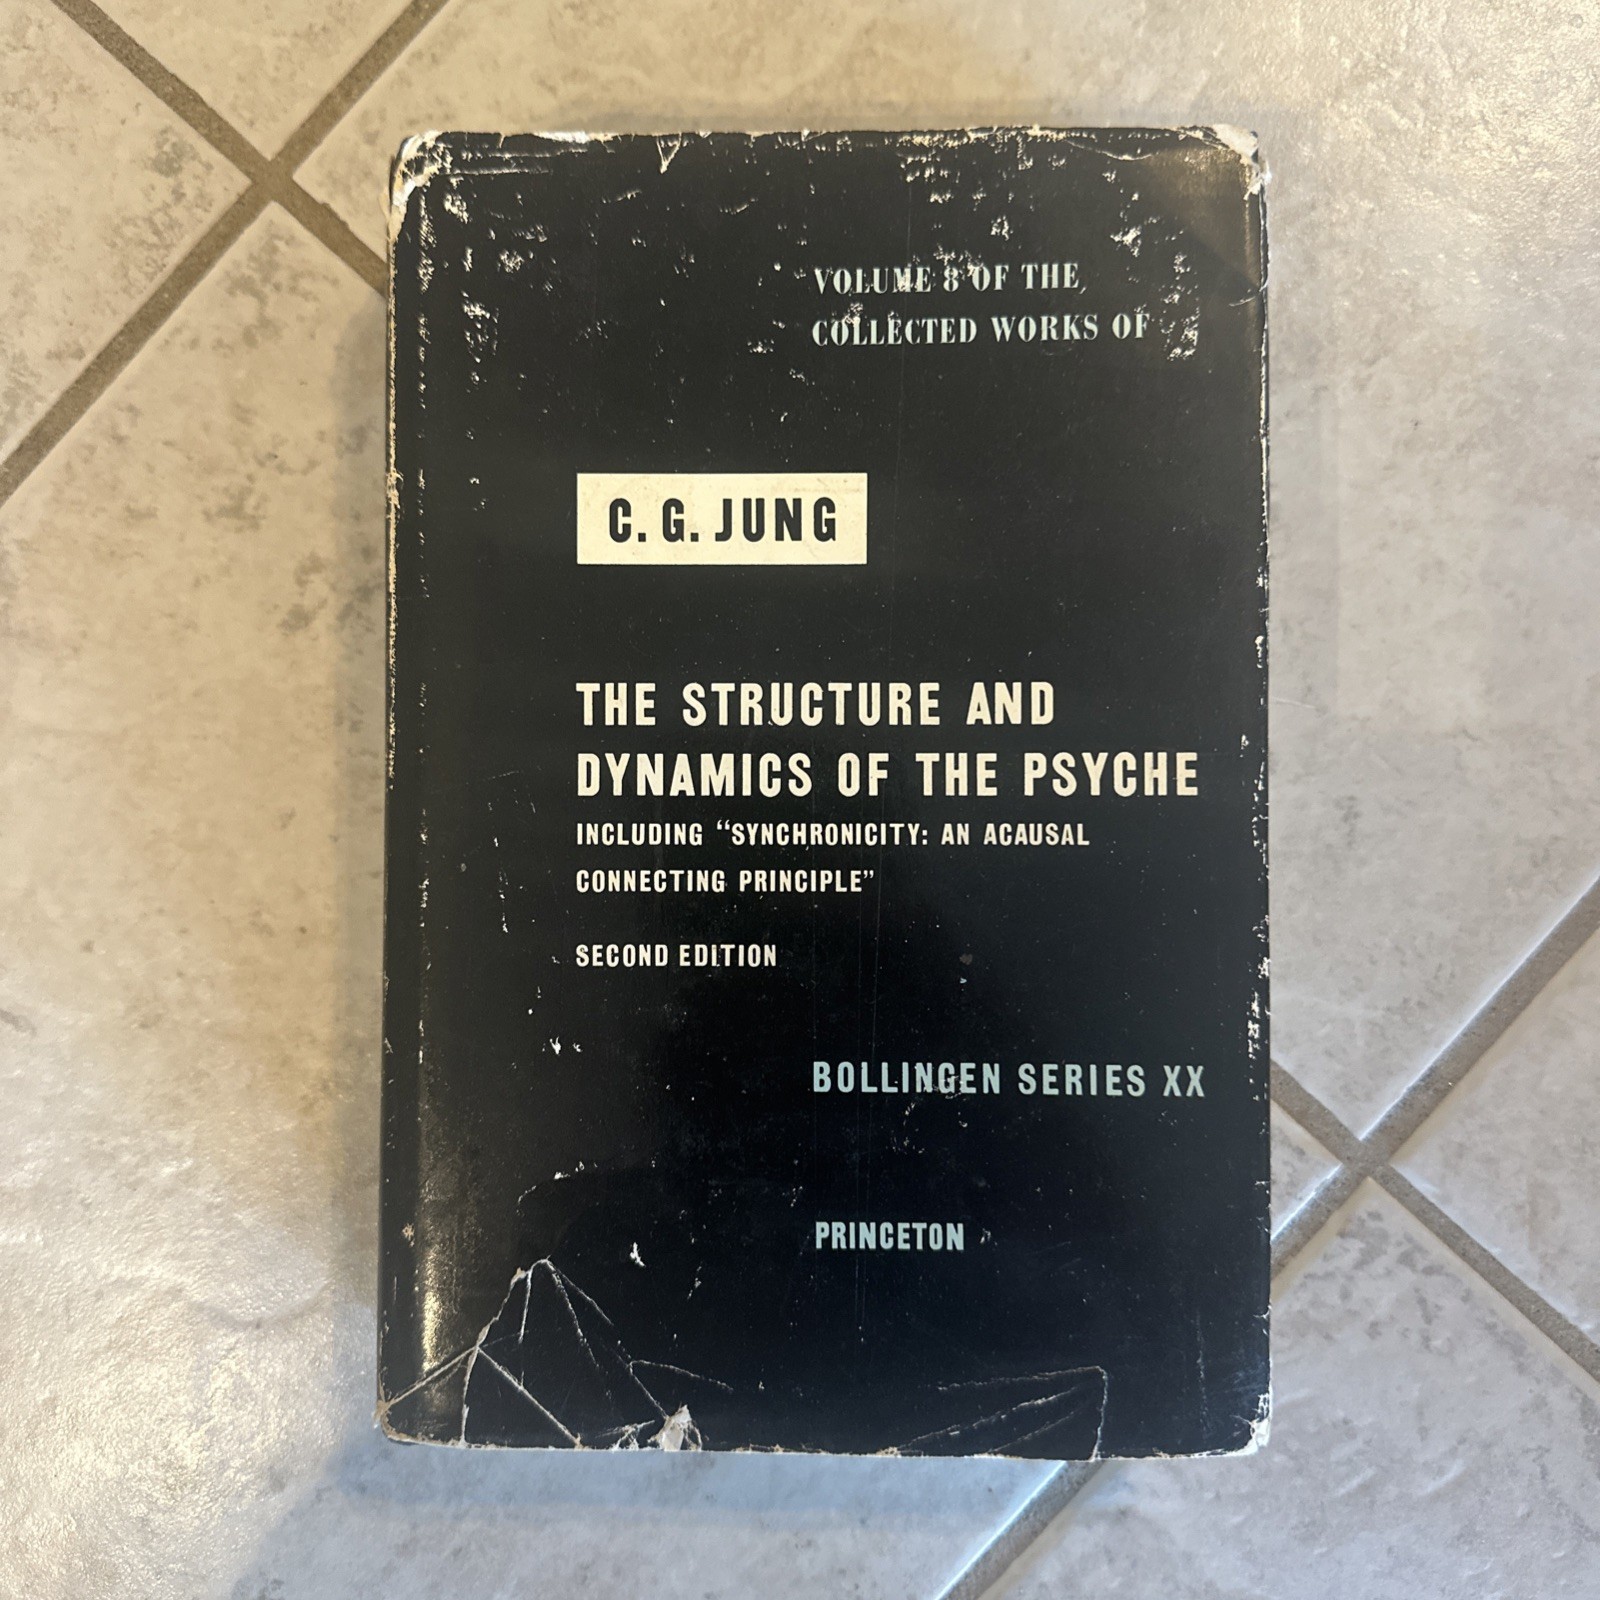 VOLUME 8 OF THE
COLLECTED WORKS OF
C. G. JUNG
THE STRUCTURE AND
DYNAMICS OF THE PSYCHE
INCLUDING “SYNCHRONICITY: AN ACAUSAL
CONNECTING PRINCIPLE”
SECOND EDITION
BOLLINGEN SERIES XX
PRINCETON